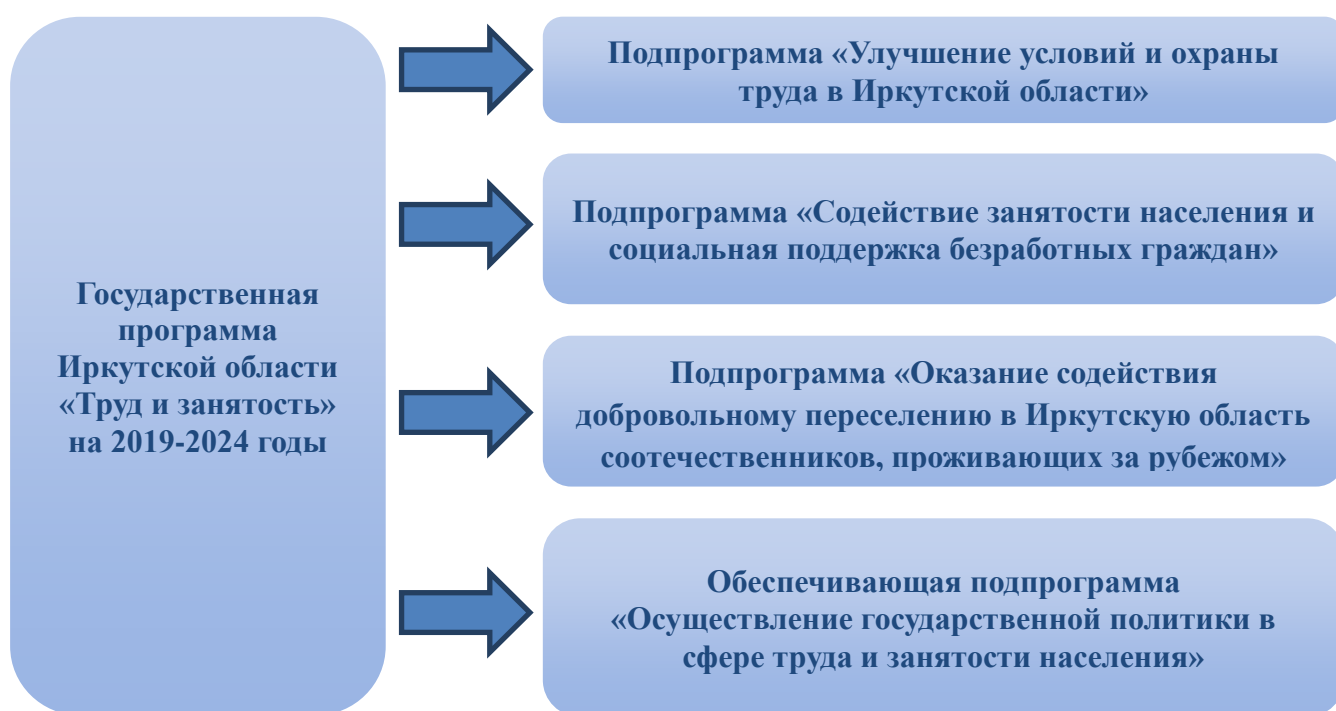 Государственная
программа
Иркутской области
«Труд и занятость»
на 2019-2024 годы
Подпрограмма «Улучшение условий и охраны
труда в Иркутской области»
Подпрограмма «Содействие занятости населения и
социальная поддержка безработных граждан»
Подпрограмма «Оказание содействия
добровольному переселению в Иркутскую область
соотечественников, проживающих за рубежом»
Обеспечивающая подпрограмма
«Осуществление государственной политики в
сфере труда и занятости населения»